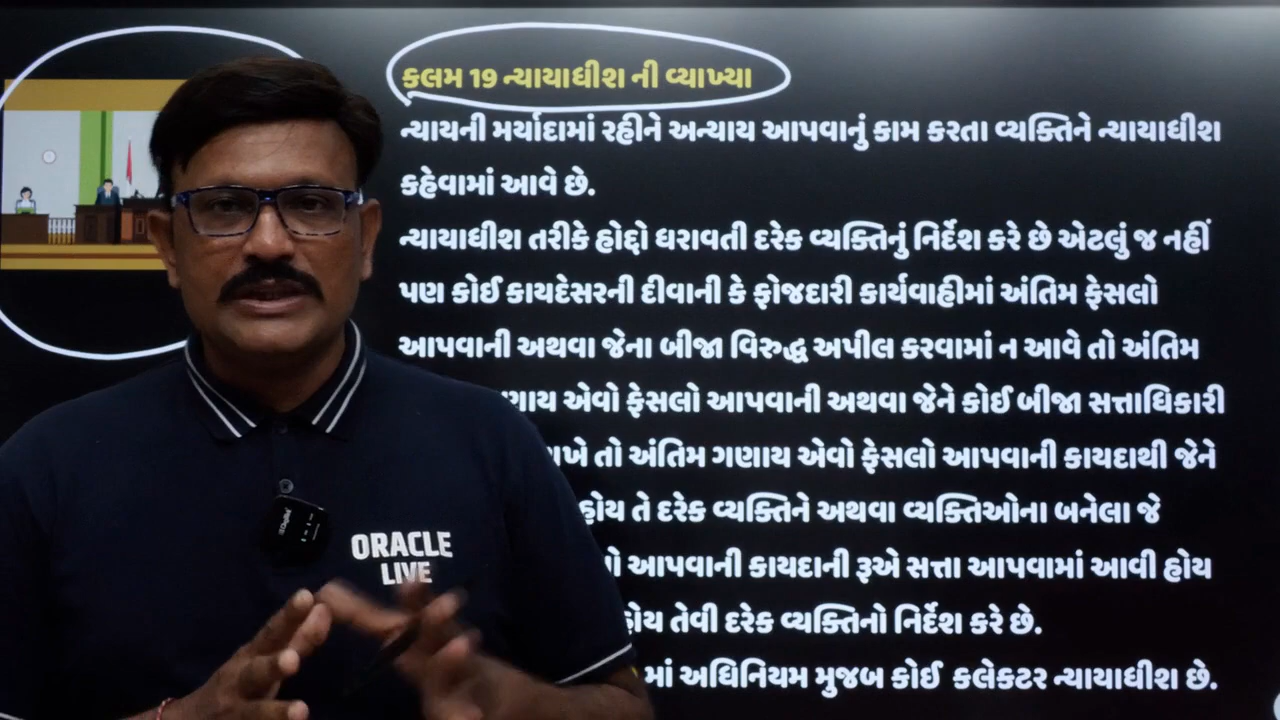 કલમ 19 ન્યાયાધીશ ની વ્યાખ્યા
ન્યાયની મર્યાદામાં રહીને અન્યાય આપવાનું કામ કરતા વ્યક્તિને ન્યાયાધીશ
કહેવામાં આવે છે.
ન્યાયાધીશ તરીકે હોદ્દો ધરાવતી દરેક વ્યક્તિનું નિર્દેશ કરે છે એટલું જ નહીં
પણ કોઈ કાયદેસરની દીવાની કે ફોજદારી કાર્યવાહીમાં અંતિમ ફેસલો
આપવાની અથવા જેના બીજા વિરુદ્ધ અપીલ કરવામાં ન આવે તો અંતિમ
એવો ફેસલો આપવાની અથવા જેને કોઈ બીજા સત્તાધિકારી
તો અંતિમ ગણાય એવો ફેસલો આપવાની કાયદાથી જેને
હોય તે દરેક વ્યક્તિને અથવા વ્યક્તિઓના બનેલા જે
આપવાની કાયદાની રૂએ સત્તા આપવામાં આવી હોય
હોય તેવી દરેક વ્યક્તિનો નિર્દેશ કરે છે.
માં અધિનિયમ મુજબ કોઈ કલેકટર ન્યાયાધીશ છે.
ORACLE
LIVE